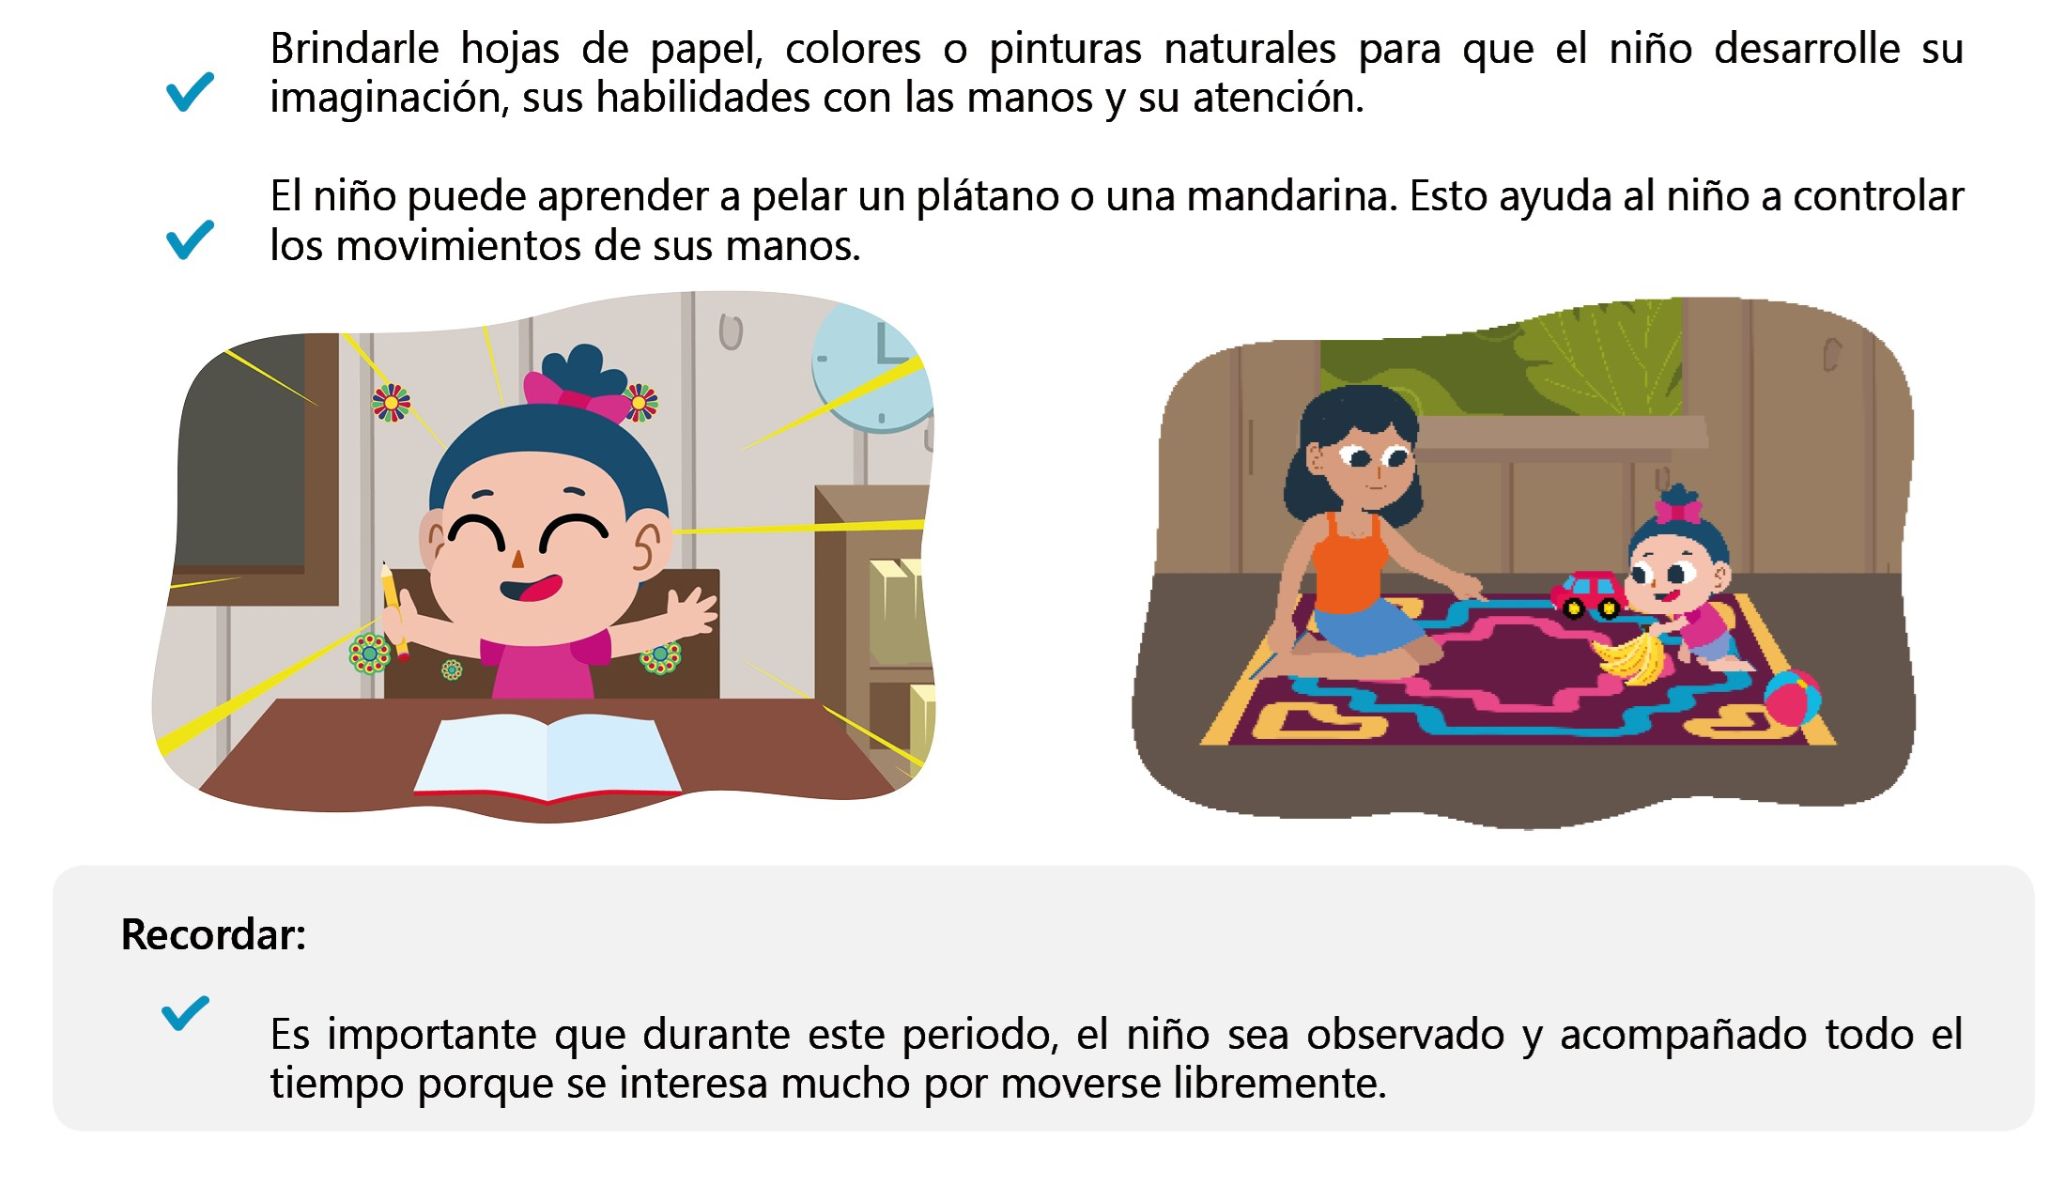 Brindarle hojas de papel, colores o pinturas naturales para que el niño desarrolle su
imaginación, sus habilidades con las manos y su atención.
El niño puede aprender a pelar un plátano o una mandarina. Esto ayuda al niño a controlar
los movimientos de sus manos.
Recordar:
Es importante que durante este periodo, el niño sea observado y acompañado todo el
tiempo porque se interesa mucho por moverse libremente.